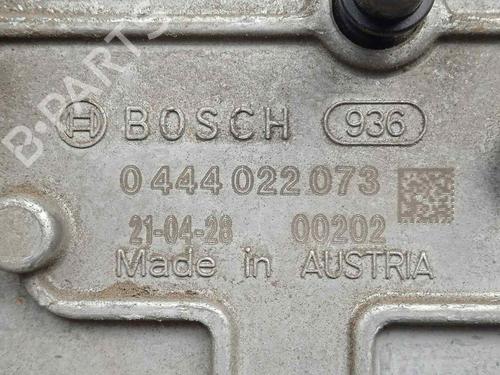 B-PARTS
BOSCH 936
0 444 022 073
21-04-28 00202
Made in AUSTRIA